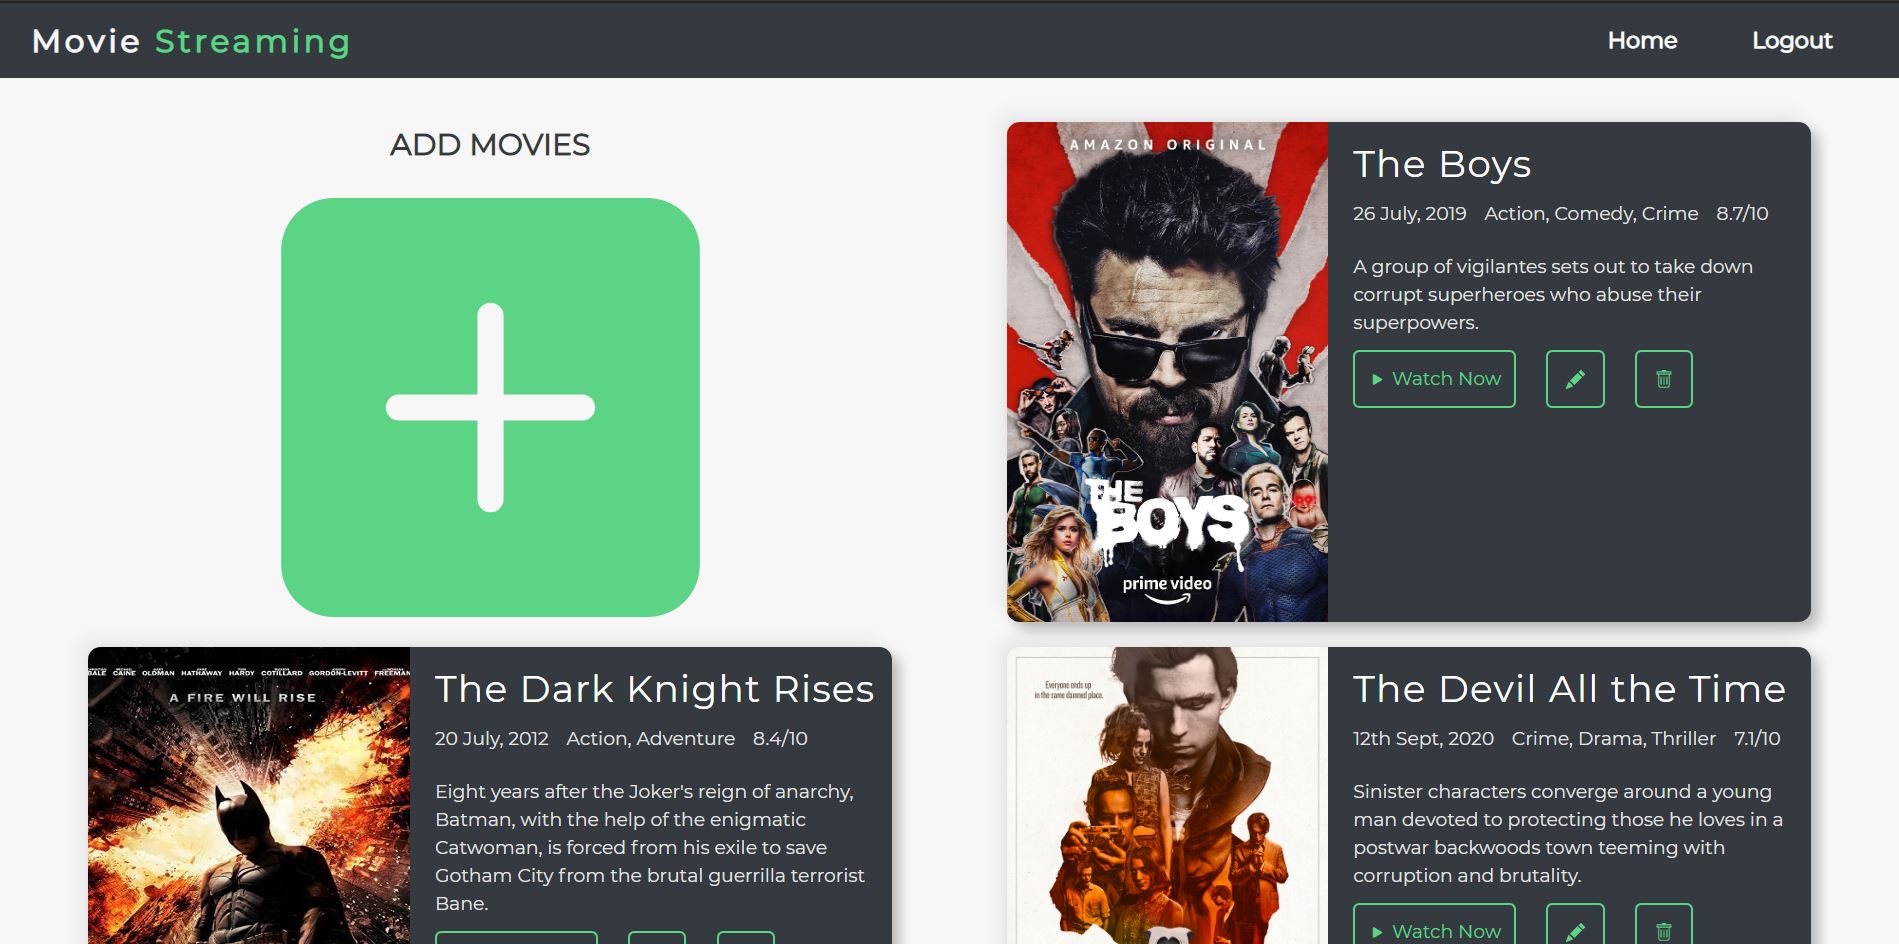 Movie Streaming
Home
Logout
ADD MOVIES
AMAZON ORIGINAL
THE
BOYS
prime video
The Boys
26 July, 2019 Action, Comedy, Crime 8.7/10
A group of vigilantes sets out to take down
corrupt superheroes who abuse their
superpowers.
Watch Now
BALE CAINE OLDMAN HATHAWAY HARDY COTILLARD GORDON-LEVITT FREEMAN
A FIRE WILL RISE
The Dark Knight Rises
20 July, 2012 Action, Adventure 8.4/10
Eight years after the Joker's reign of anarchy,
Batman, with the help of the enigmatic
Catwoman, is forced from his exile to save
Gotham City from the brutal guerrilla terrorist
Bane.
Everyone ends up
in the same damned place.
The Devil All the Time
12th Sept, 2020 Crime, Drama, Thriller 7.1/10
Sinister characters converge around a young
man devoted to protecting those he loves in a
postwar backwoods town teeming with
corruption and brutality.
Watch Now